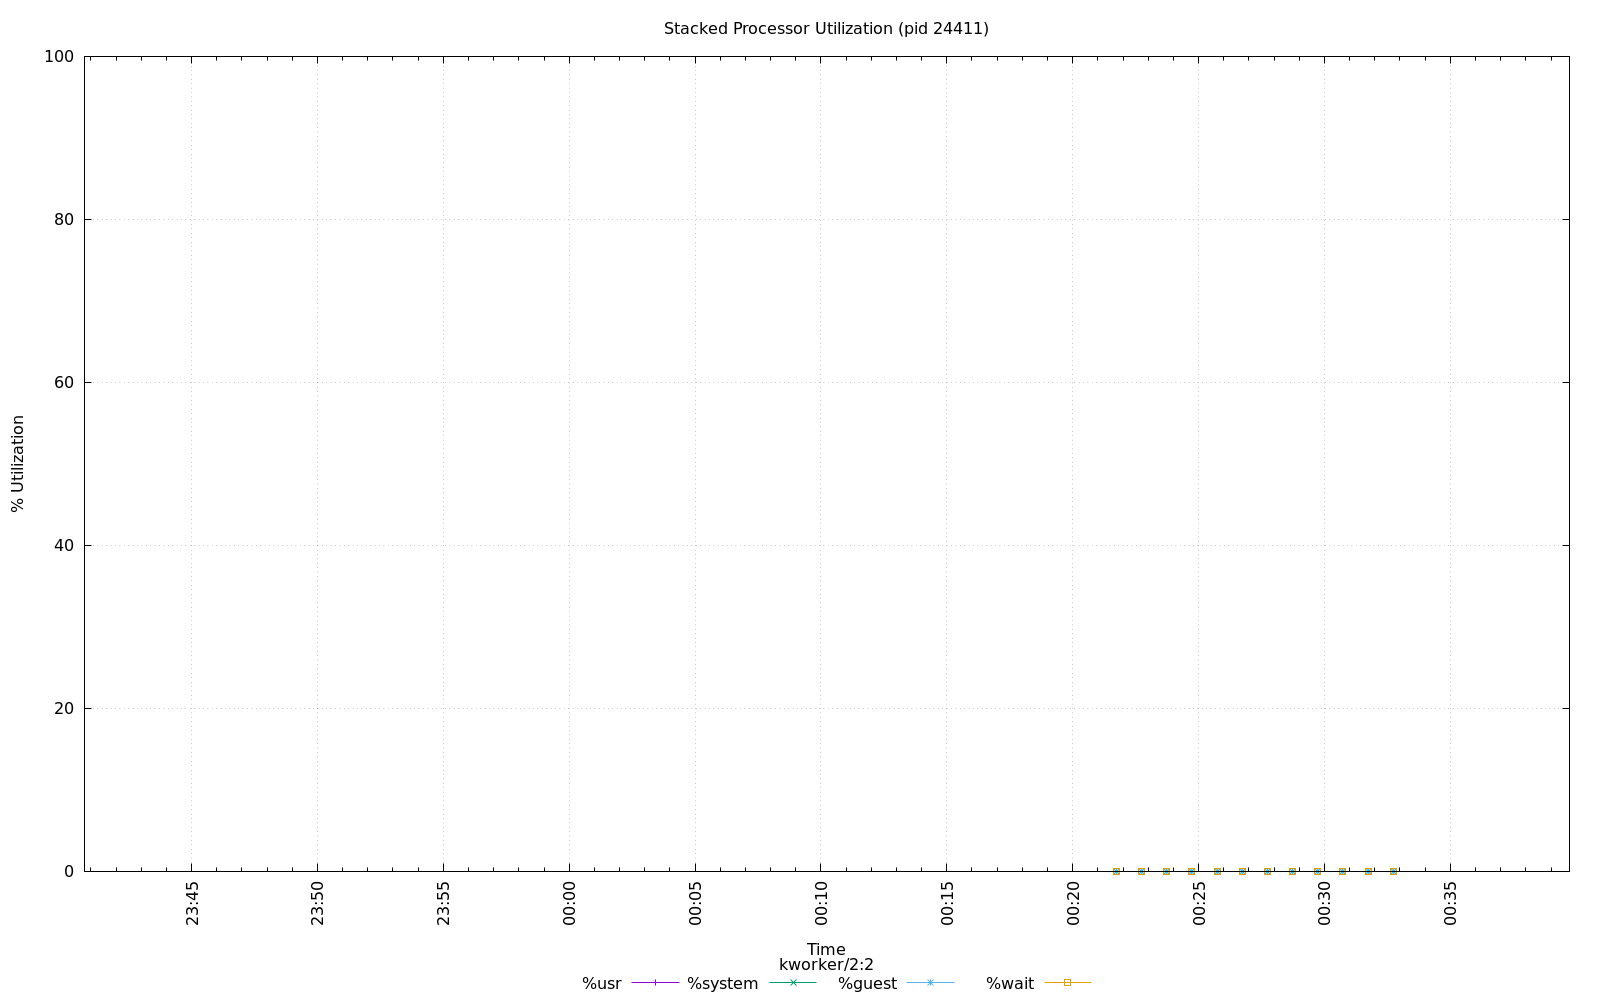 Stacked Processor Utilization (pid 24411)
100
80
60
40
20
0
% Utilization
23:45 23:50 23:55 00:00 00:05 00:10 00:15 00:20 00:25 00:30 00:35
Time
kworker/2:2
%usr %system %guest %wait